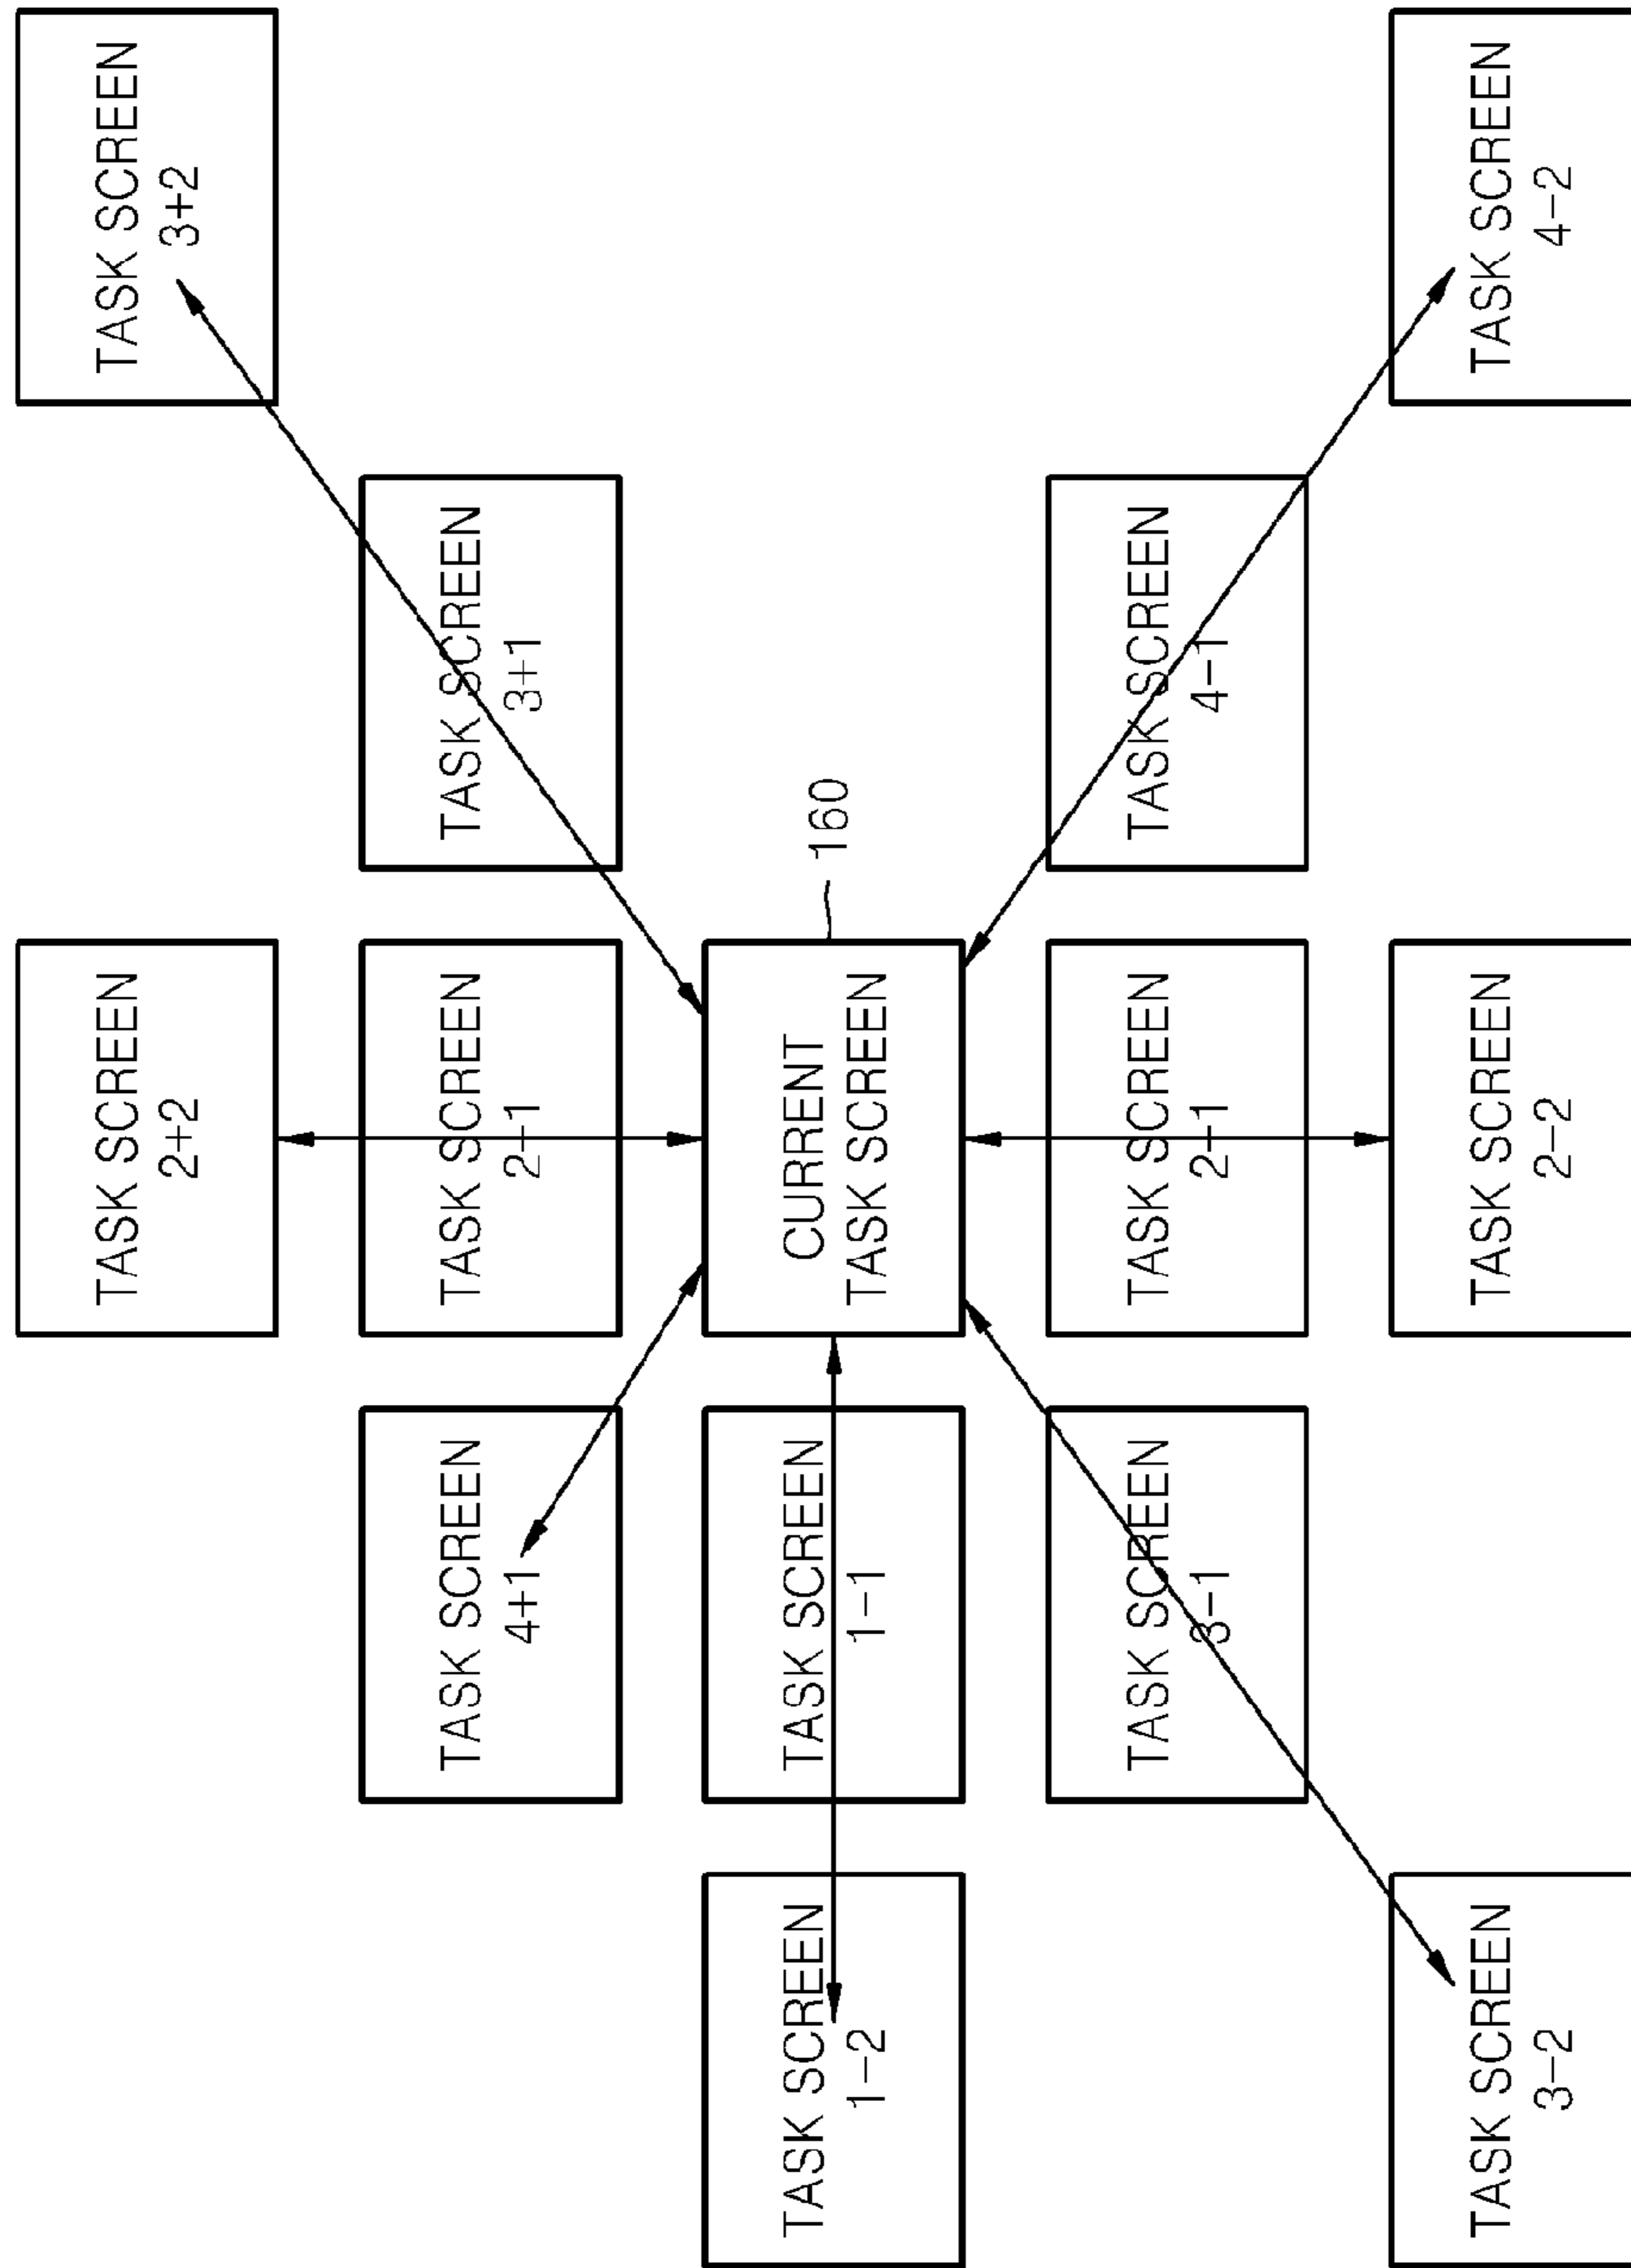 TASK SCREEN
2+2
TASK SCREEN
3+2
TASK SCREEN
4+1
TASK SCREEN
2+1
TASK SCREEN
3+1
TASK SCREEN
1-2
TASK SCREEN
1-1
CURRENT
TASK SCREEN
160
TASK SCREEN
3-1
TASK SCREEN
2-1
TASK SCREEN
4-1
TASK SCREEN
3-2
TASK SCREEN
2-2
TASK SCREEN
4-2